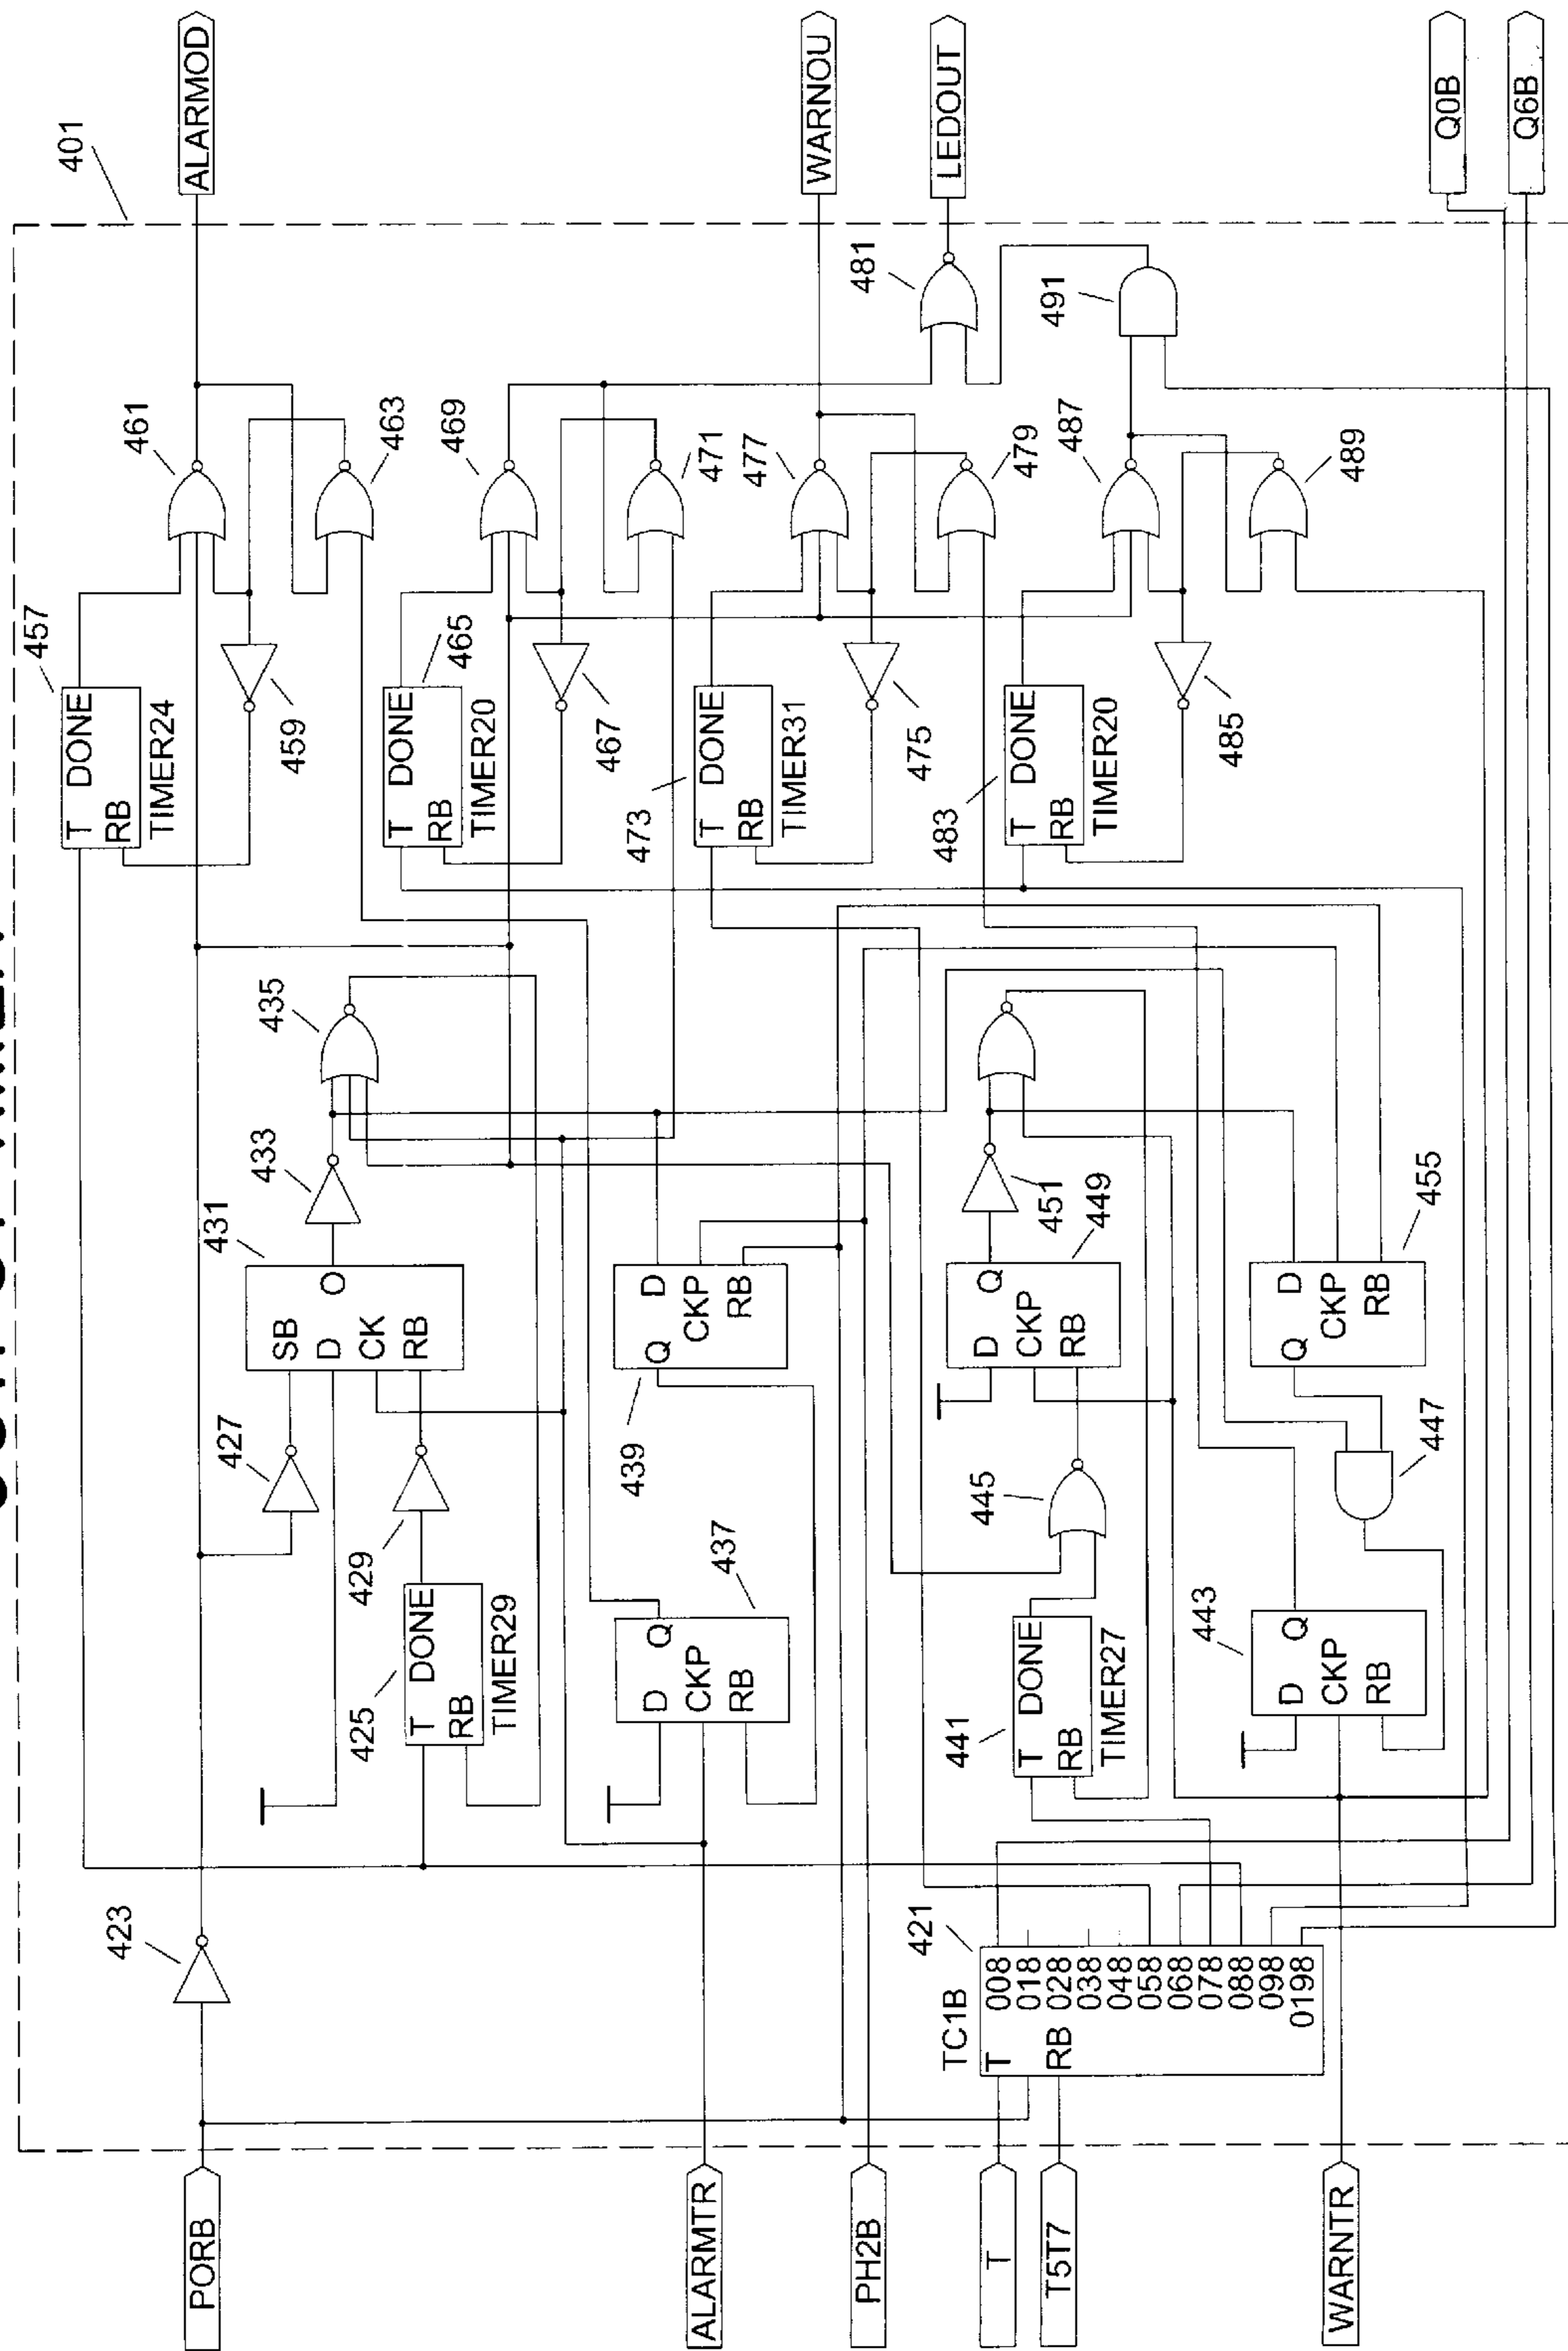 401
PORB
ALARMTR
PH2B
T
T5T7
WARNTR
ALARMOD
WARNOU
LEDOUT
Q0B
Q6B
423
TC1B
421
T
RB
008
018
028
038
048
058
068
078
088
098
0198
427
429
431
SB
D
CK
RB
O
433
435
425
T DONE
RB
TIMER29
437
D
CKP
RB
Q
439
Q
D
CKP
RB
441
T DONE
RB
TIMER27
443
D
CKP
RB
Q
445
447
449
D
CKP
RB
Q
451
455
Q
D
CKP
RB
457
T DONE
RB
TIMER24
459
461
463
465
T DONE
RB
TIMER20
467
469
471
473
T DONE
RB
TIMER31
475
477
479
481
483
T DONE
RB
TIMER20
485
487
489
491